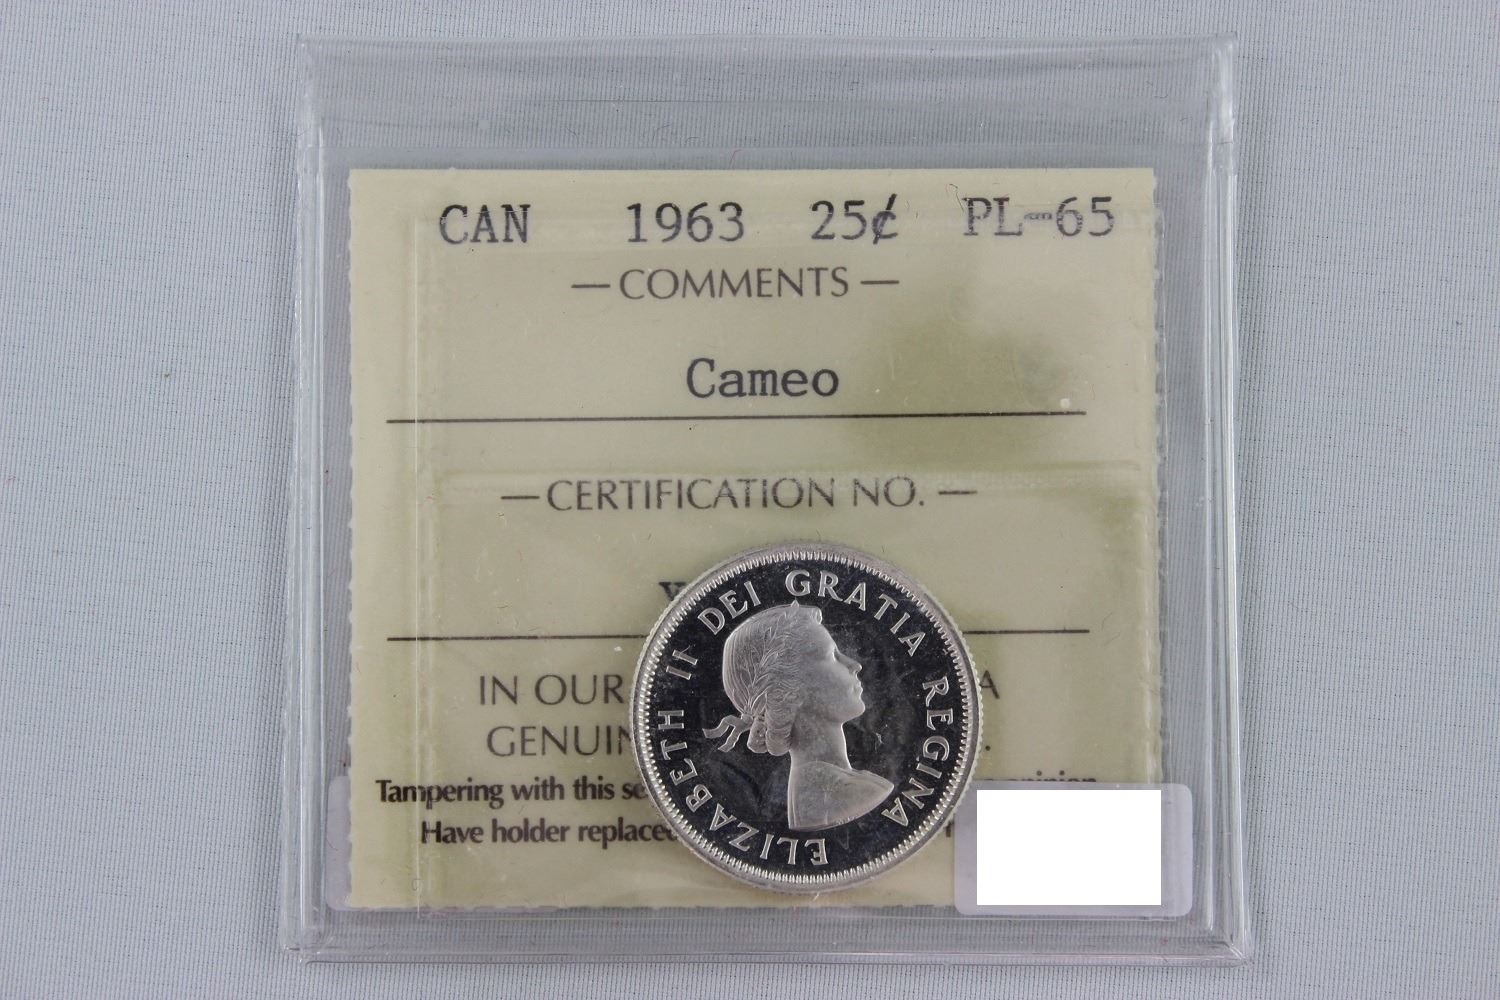 CAN 1963 25¢ PL-65
— COMMENTS —
Cameo
— CERTIFICATION NO. —
IN OUR A
GENUIN .
Tampering with this se
Have holder replaced
ELIZABETH II DEI GRATIA REGINA